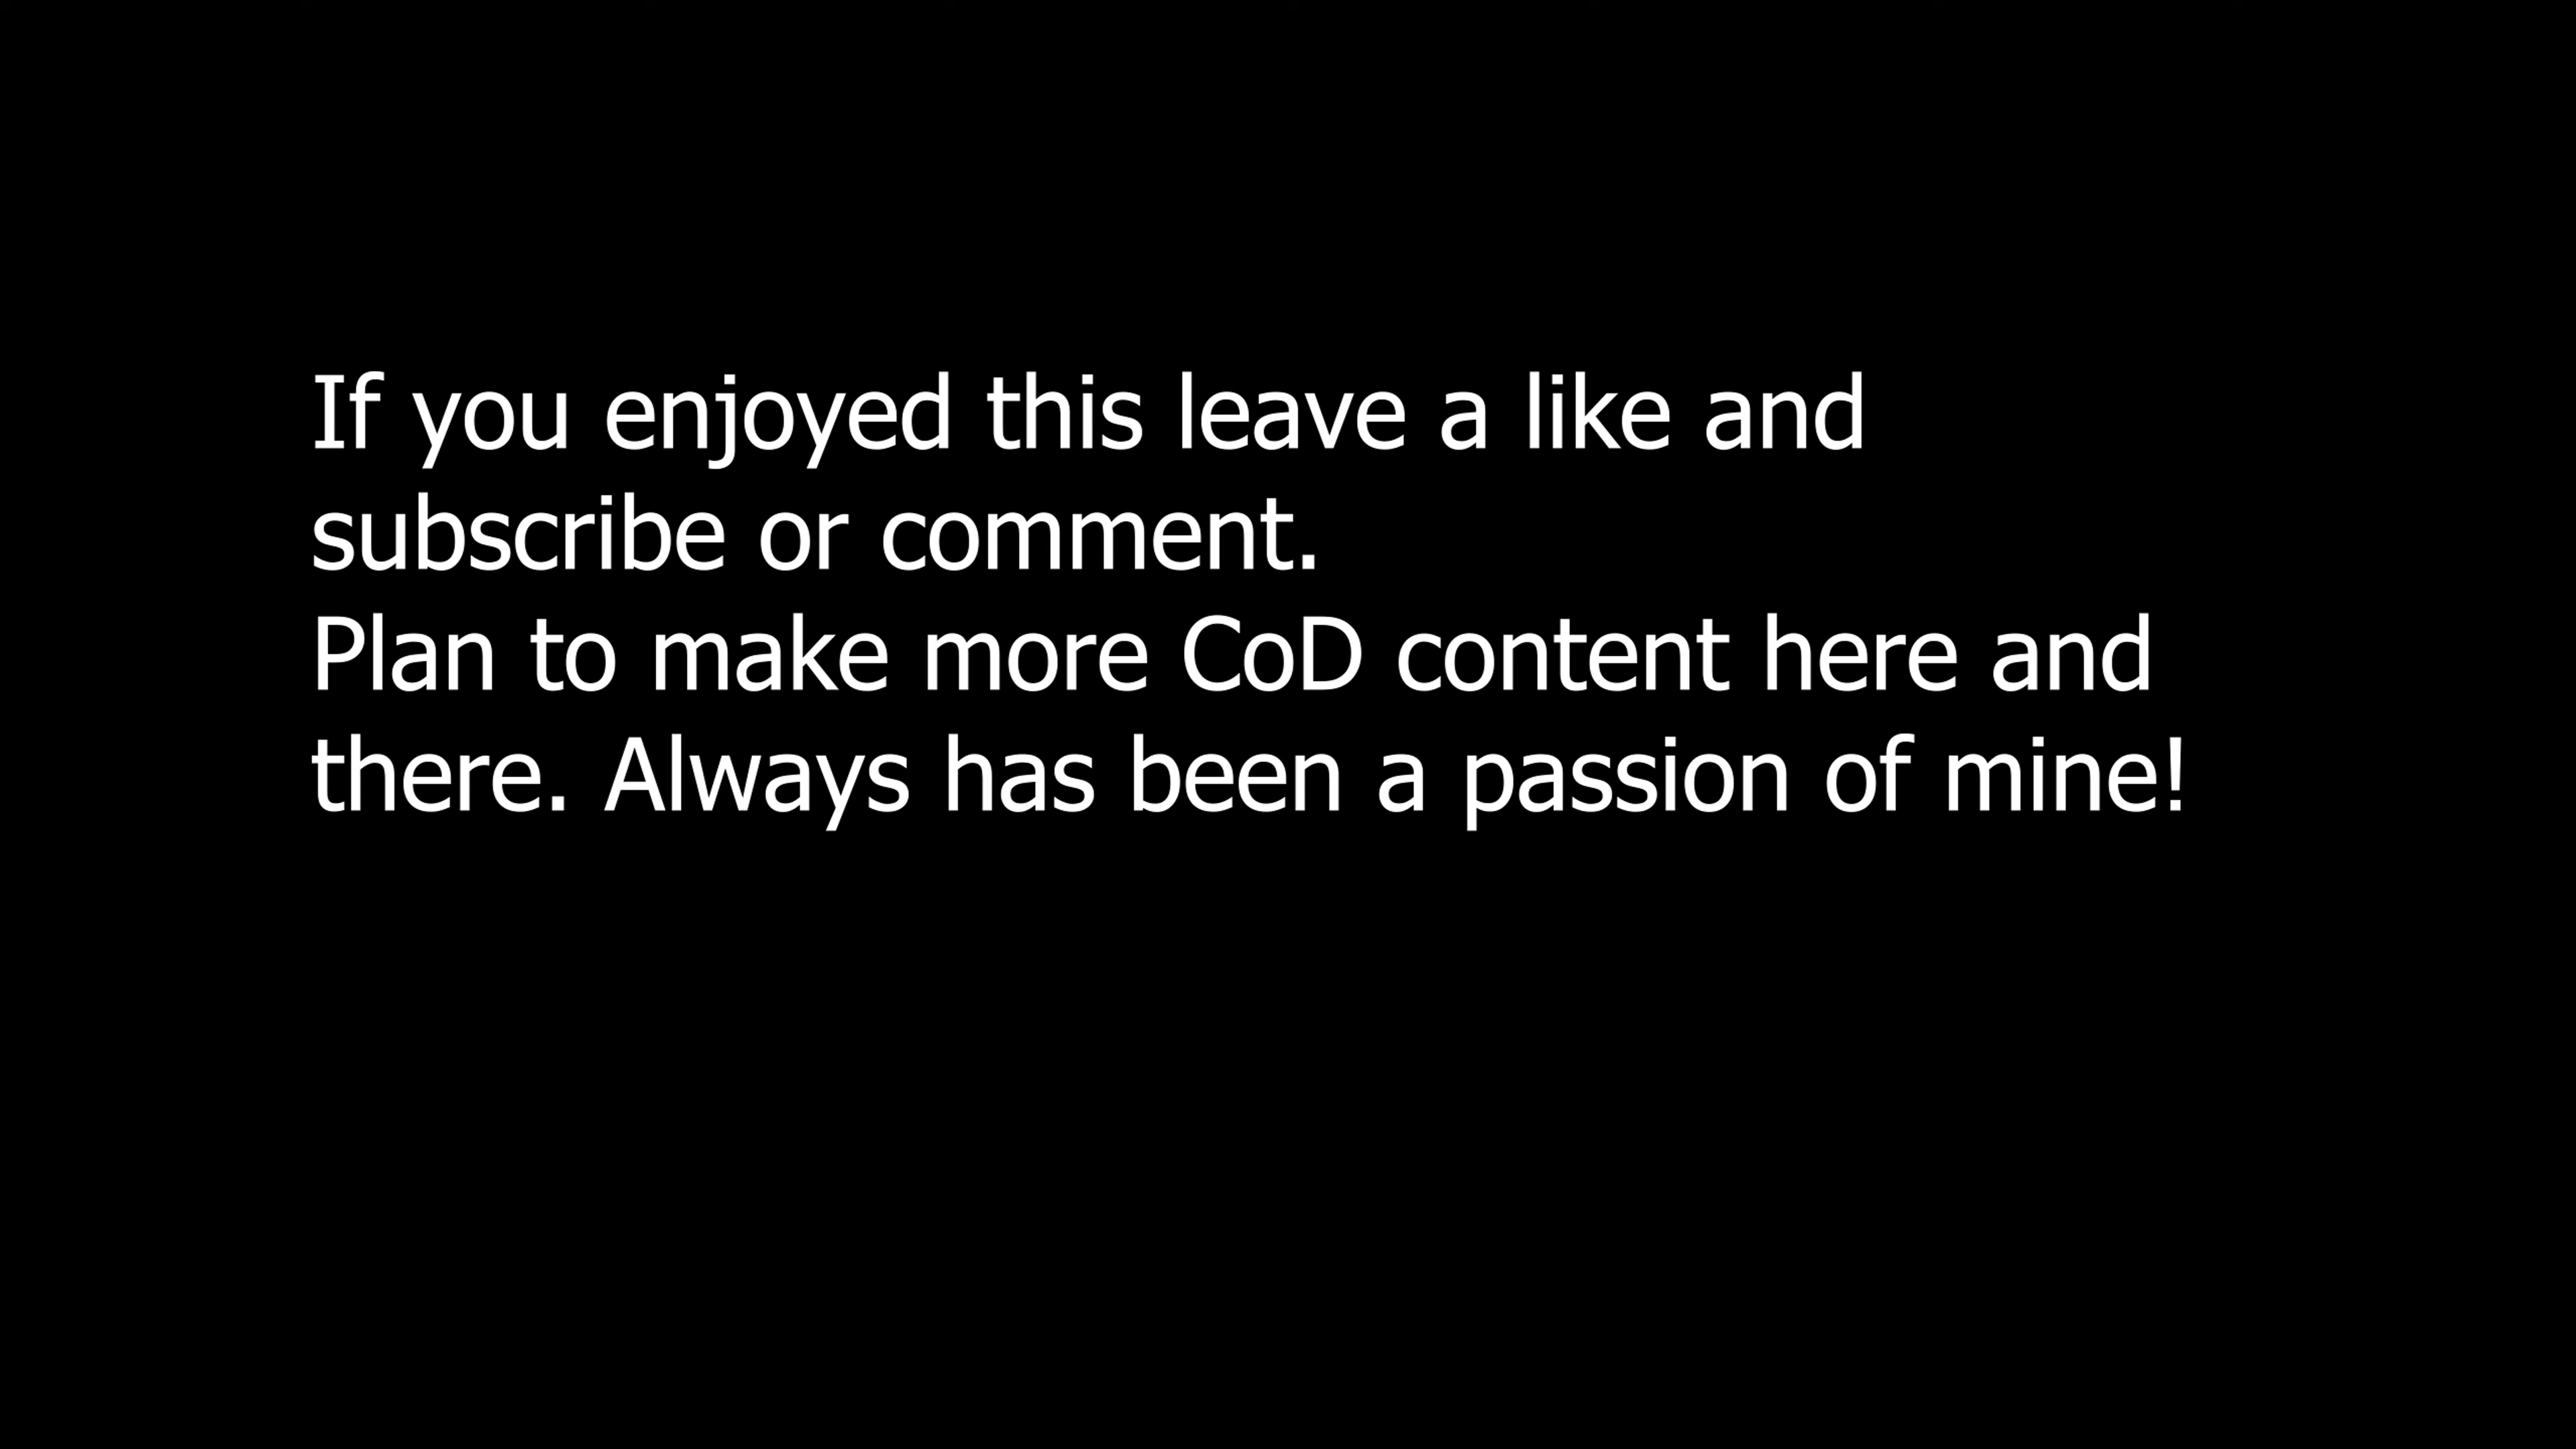 If you enjoyed this leave a like and
subscribe or comment.
Plan to make more CoD content here and
there. Always has been a passion of mine!